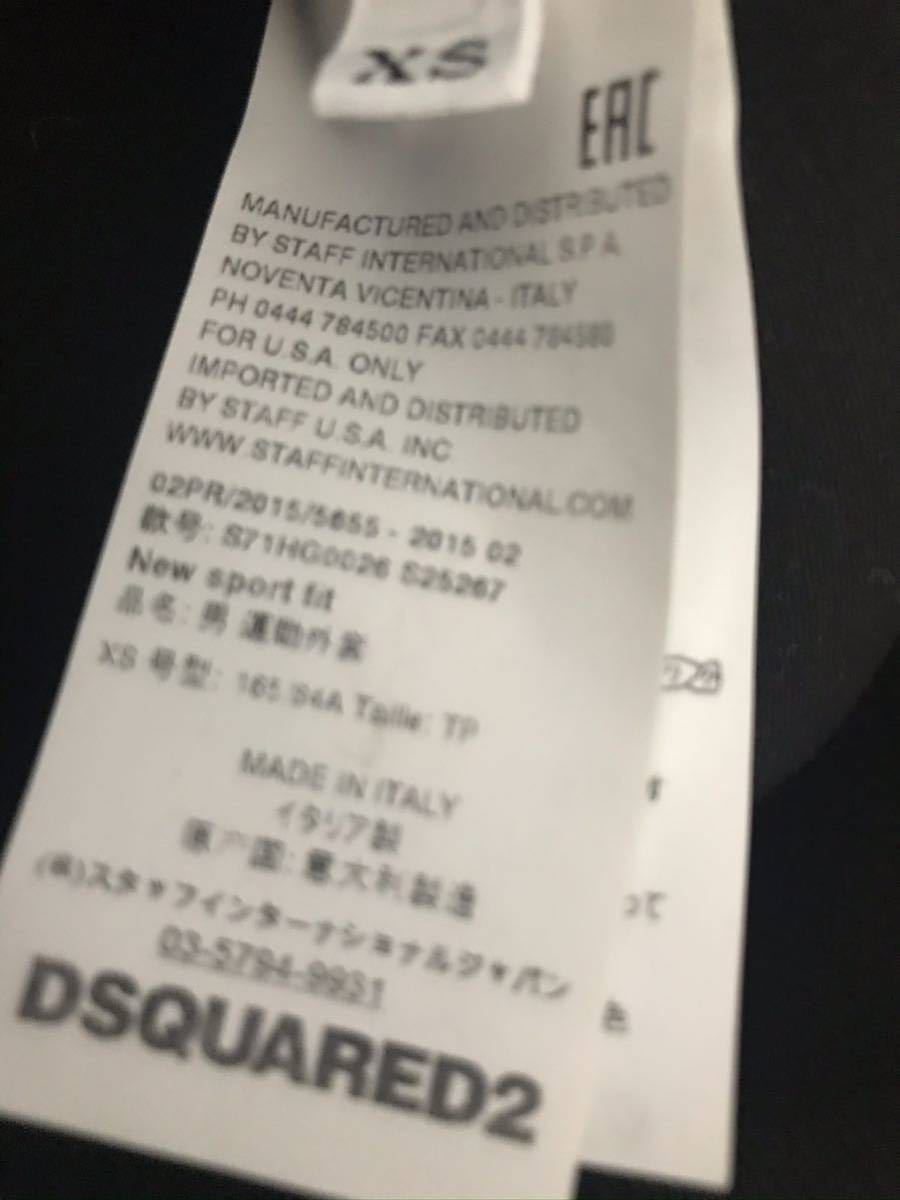 XS
EAC
MANUFACTURED AND DISTRIBUTED
BY STAFF INTERNATIONAL S.P.A.
NOVENTA VICENTINA - ITALY
PH 0444 784500 FAX 0444 784580
FOR U.S.A. ONLY
IMPORTED AND DISTRIBUTED
BY STAFF U.S.A. INC
WWW.STAFFINTERNATIONAL.COM
02PR/2015/5655 - 2015 02
款号: S71HG0026 S25267
New sport fit
品名: 男 運動外套
XS 号型: 165/84A Taille: TP
MADE IN ITALY
イタリア製
原产国: 意大利製造
(株)スタッフインターナショナルジャパン
03-5794-9931
DSQUARED2
って
色